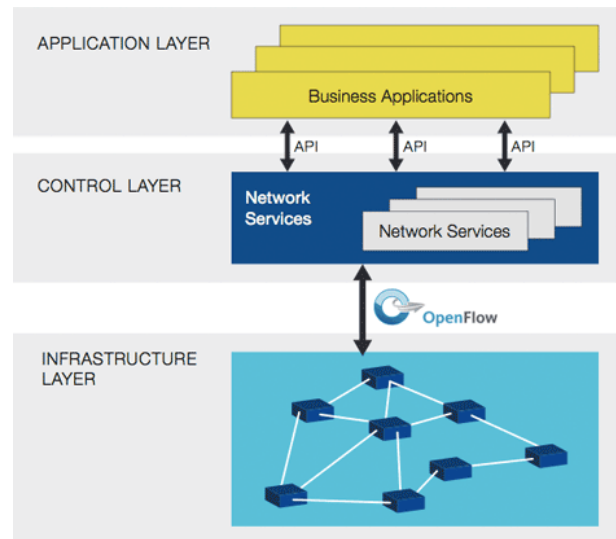 APPLICATION LAYER
Business Applications
API
API
API
CONTROL LAYER
Network
Services
Network Services
OpenFlow
INFRASTRUCTURE
LAYER